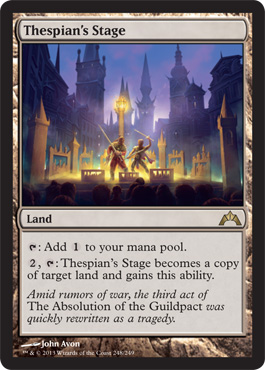 Thespian's Stage
Land
: Add 1 to your mana pool.
2, : Thespian's Stage becomes a copy
of target land and gains this ability.
Amid rumors of war, the third act of
The Absolution of the Guildpact was
quickly rewritten as a tragedy.
John Avon
™ & © 2013 Wizards of the Coast 248/249